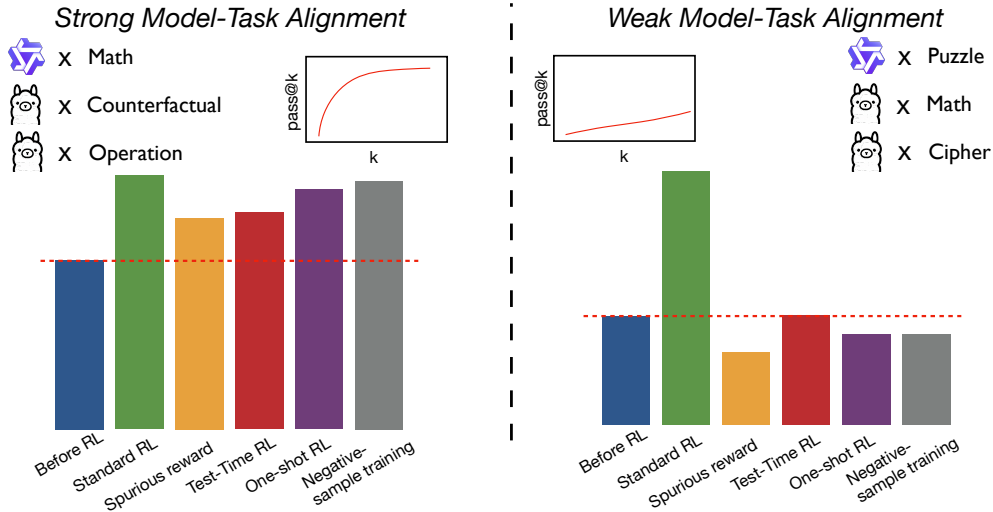 Strong Model-Task Alignment
x Math
x Counterfactual
x Operation
pass@k
k
Before RL
Standard RL
Spurious reward
Test-Time RL
One-shot RL
Negative-
sample training
Weak Model-Task Alignment
pass@k
k
x Puzzle
x Math
x Cipher
Before RL
Standard RL
Spurious reward
Test-Time RL
One-shot RL
Negative-
sample training